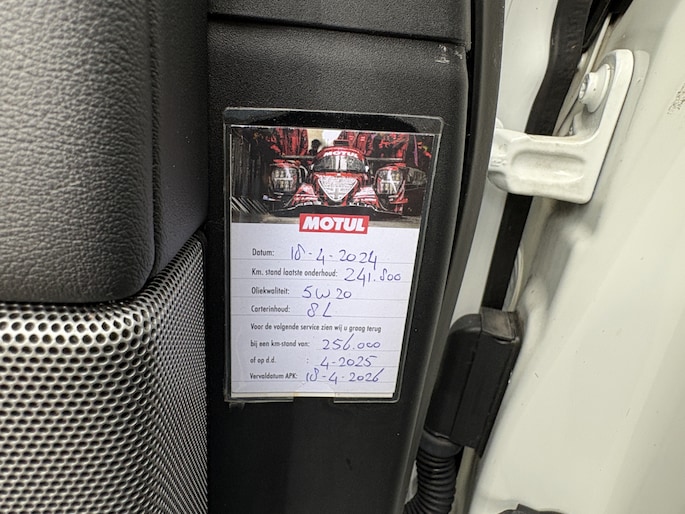 MOTUL
MOTUL
Datum: 18-4-2024
Km. stand laatste onderhoud: 241.800
Oliekwaliteit: 5W20
Carterinhoud: 8L
Voor de volgende service zien wij u graag terug
bij een km-stand van: 256.000
of op d.d. : 4-2025
Vervaldatum APK: 18-4-2026